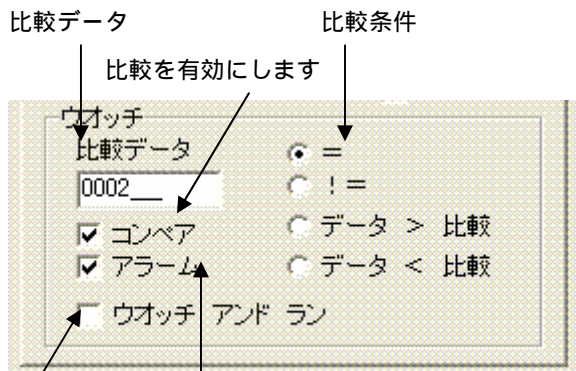 比較データ 比較条件
比較を有効にします
ウオッチ
比較データ
0002__
＝
！＝
コンペア
データ ＞ 比較
アラーム
データ ＜ 比較
ウオッチ アンド ラン